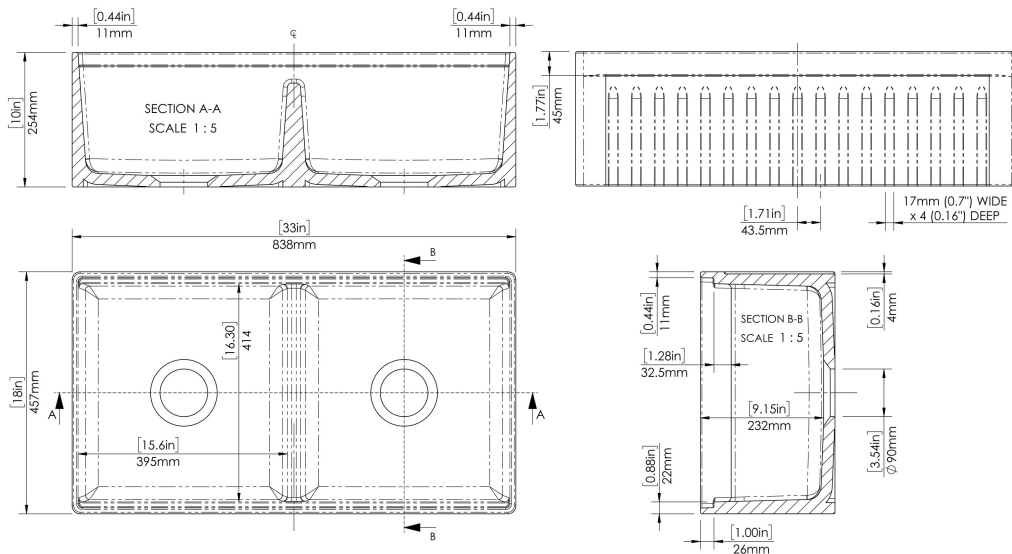 [0.44in]
11mm
℄
[0.44in]
11mm
[10in]
254mm
SECTION A-A
SCALE 1 : 5
[1.77in]
45mm
[1.71in]
43.5mm
17mm (0.7") WIDE
x 4 (0.16") DEEP
[33in]
838mm
B
[16.30]
414
[18in]
457mm
A
A
[15.6in]
395mm
B
[0.44in]
11mm
[0.16in]
4mm
SECTION B-B
SCALE 1 : 5
[1.28in]
32.5mm
[9.15in]
232mm
[3.54in]
∅90mm
[0.88in]
22mm
[1.00in]
26mm